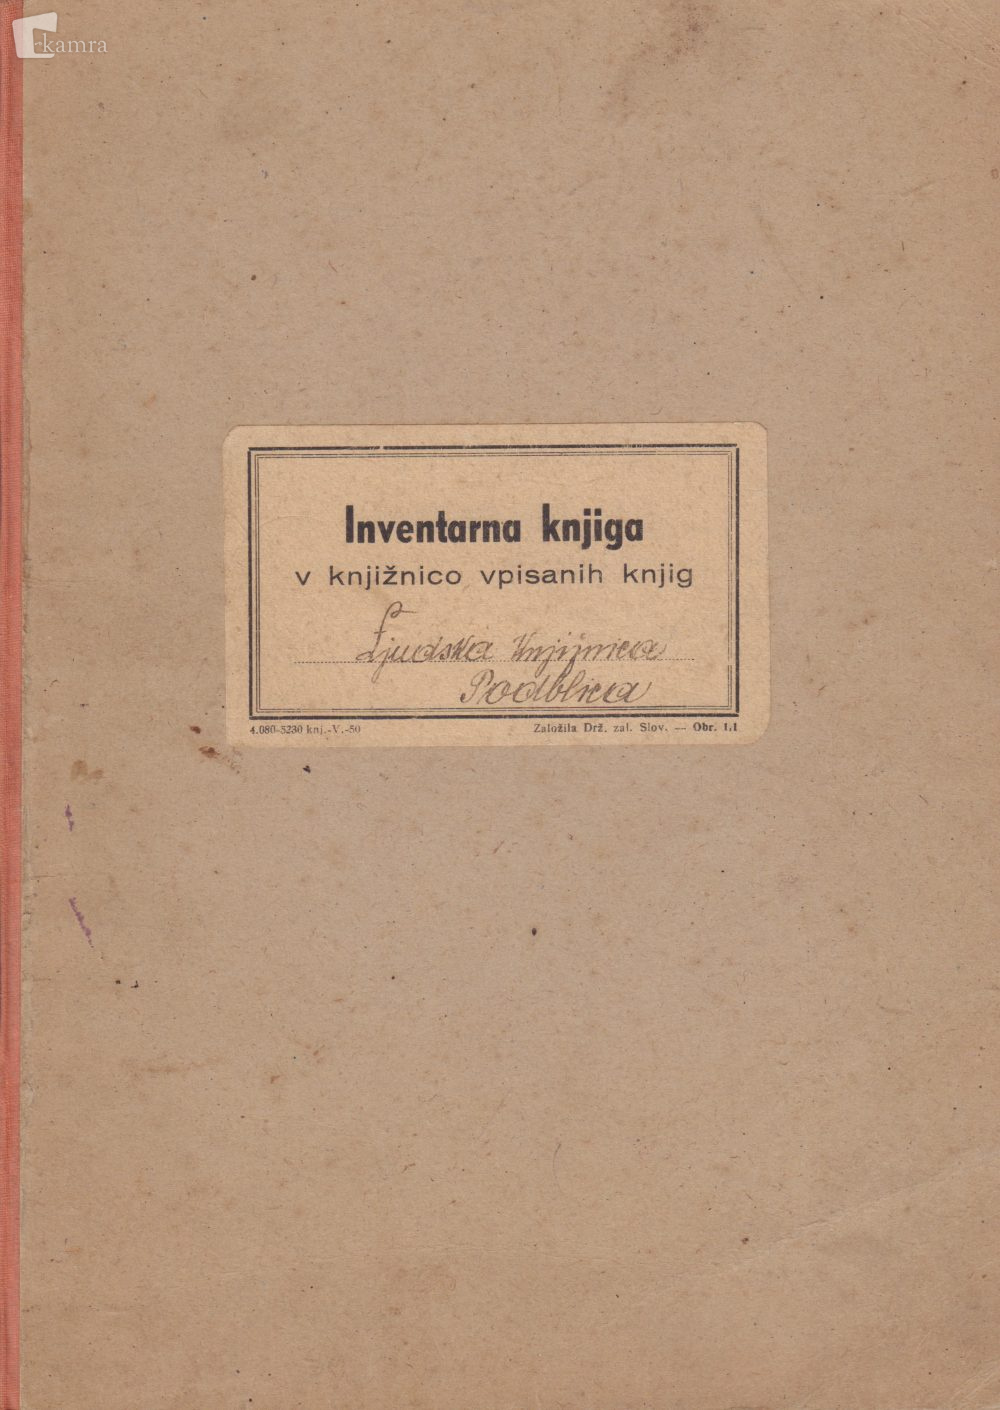 kamra
Inventarna knjiga
v knjižnico vpisanih knjig
Ljudska knjižnica
Podblica
4.080-5230 knj.-V.-50 Založila Drž. zal. Slov. — Obr. 1.1